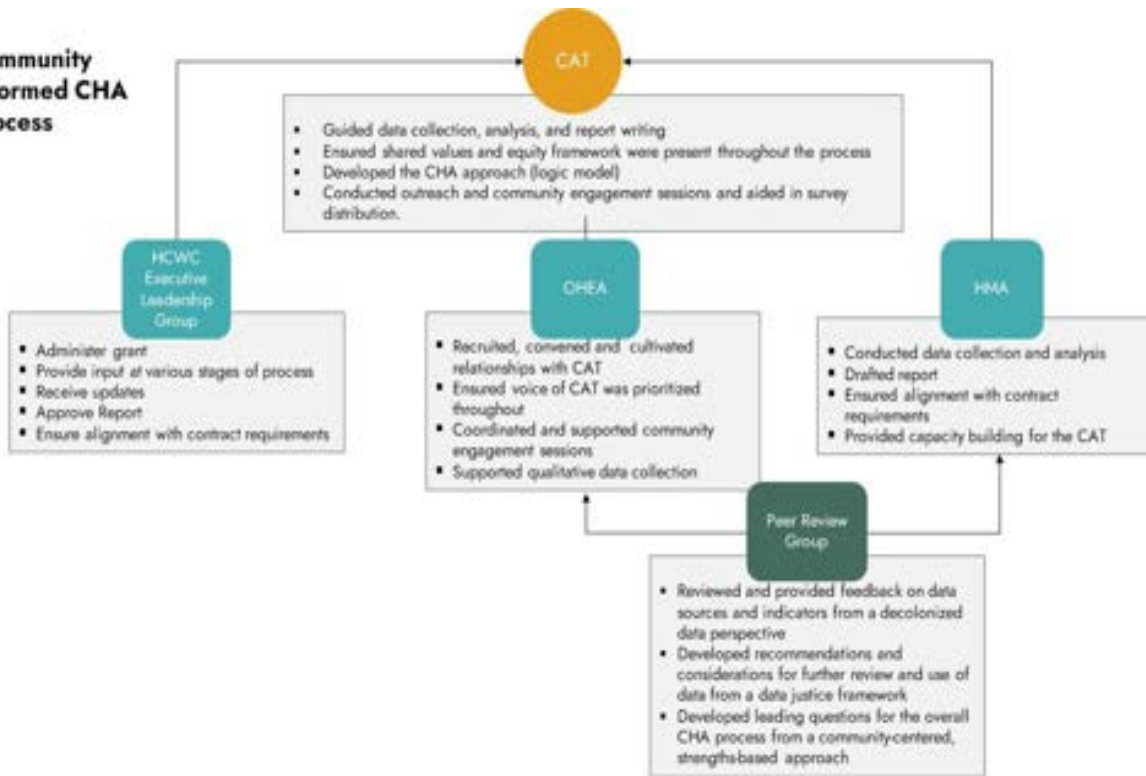 mmunity
ormed CHA
ocess
CAT
▪ Guided data collection, analysis, and report writing
▪ Ensured shared values and equity framework were present throughout the process
▪ Developed the CHA approach (logic model)
▪ Conducted outreach and community engagement sessions and aided in survey
distribution.
HCWC
Executive
Leadership
Group
▪ Administer grant
▪ Provide input at various stages of process
▪ Receive updates
▪ Approve Report
▪ Ensure alignment with contract requirements
OHEA
▪ Recruited, convened and cultivated
relationships with CAT
▪ Ensured voice of CAT was prioritized
throughout
▪ Coordinated and supported community
engagement sessions
▪ Supported qualitative data collection
HMA
▪ Conducted data collection and analysis
▪ Drafted report
▪ Ensured alignment with contract
requirements
▪ Provided capacity building for the CAT
Peer Review
Group
▪ Reviewed and provided feedback on data
sources and indicators from a decolonized
data perspective
▪ Developed recommendations and
considerations for further review and use of
data from a data justice framework
▪ Developed leading questions for the overall
CHA process from a community-centered,
strengths-based approach